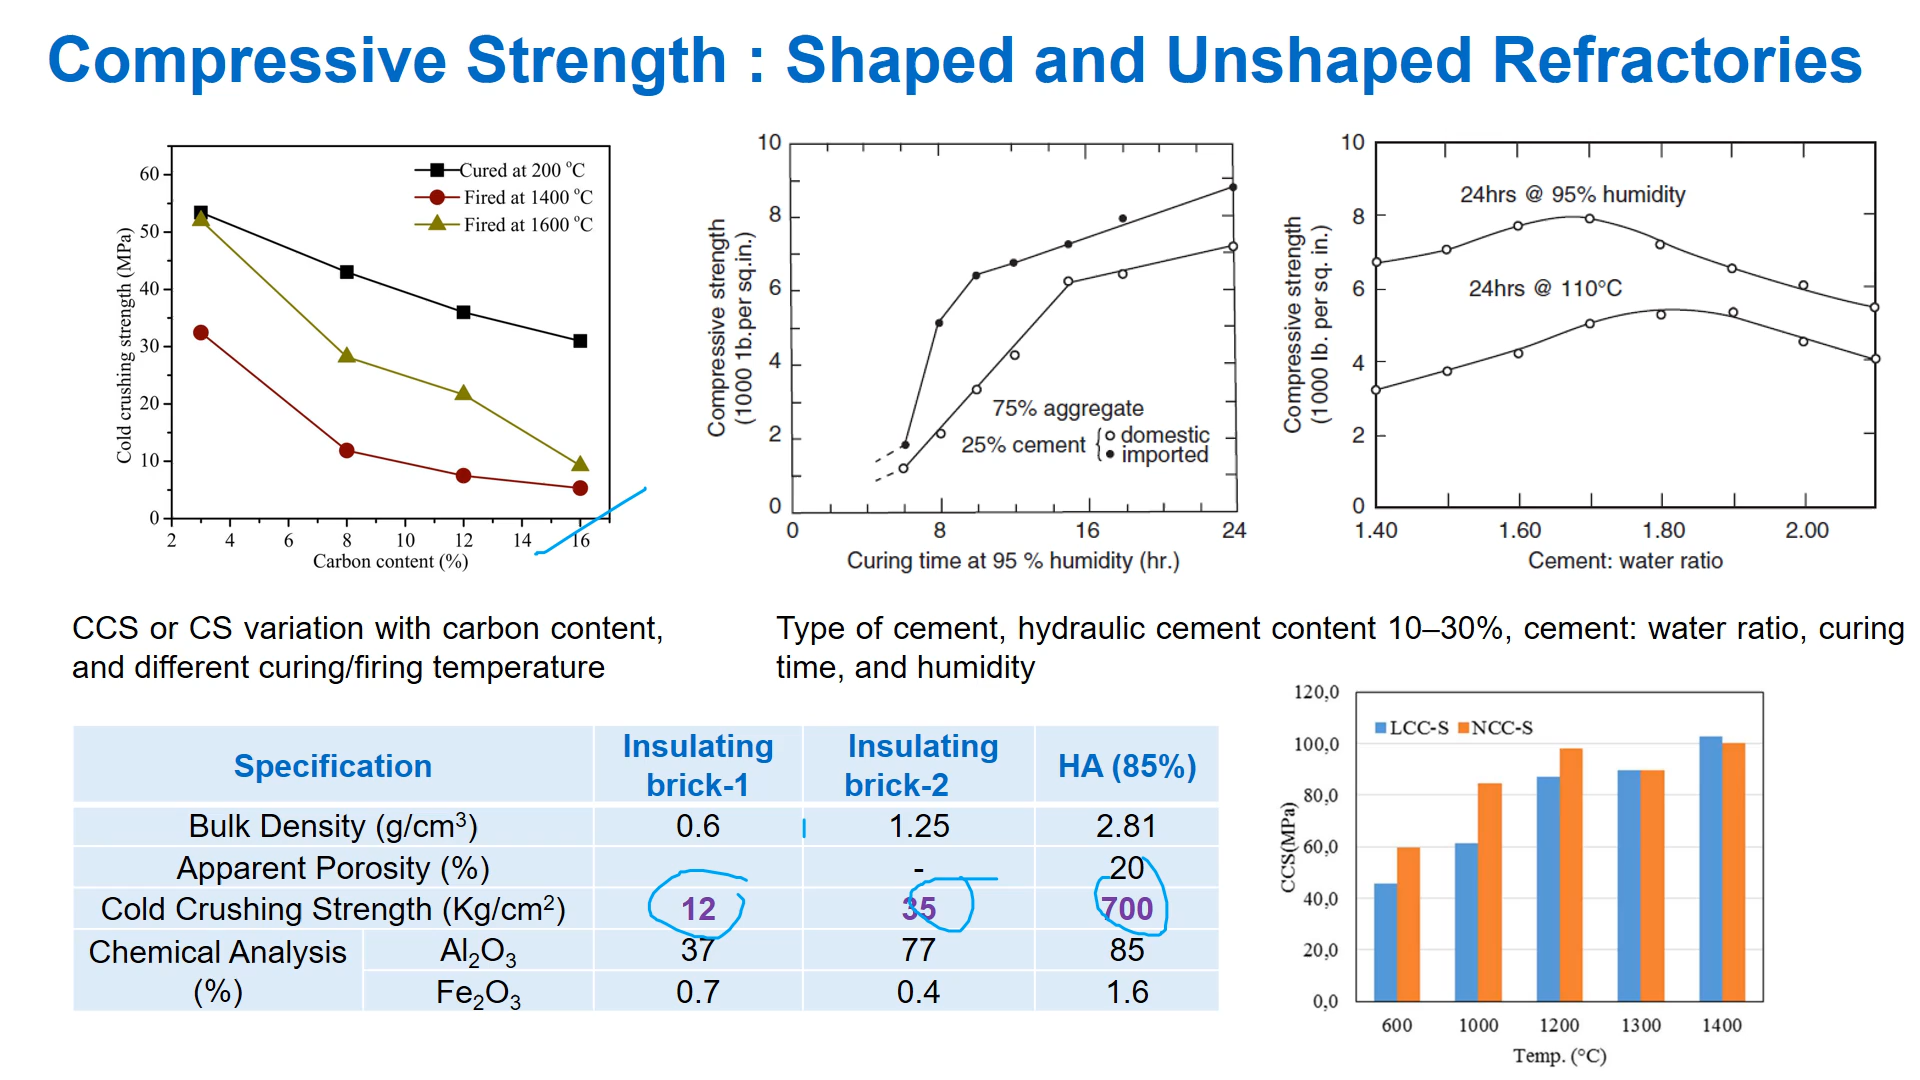 Compressive Strength : Shaped and Unshaped Refractories
60
50
40
30
20
10
0
Cold crushing strength (MPa)
Cured at 200 °C
Fired at 1400 °C
Fired at 1600 °C
2 4 6 8 10 12 14 16
Carbon content (%)
10
8
6
4
2
0
Compressive strength
(1000 1b.per sq.in.)
75% aggregate
25% cement { domestic
imported
0 8 16 24
Curing time at 95 % humidity (hr.)
10
8
6
4
2
0
Compressive strength
(1000 lb. per sq. in.)
24hrs @ 95% humidity
24hrs @ 110°C
1.40 1.60 1.80 2.00
Cement: water ratio
CCS or CS variation with carbon content,
and different curing/firing temperature
Type of cement, hydraulic cement content 10–30%, cement: water ratio, curing
time, and humidity
Specification Insulating brick-1 Insulating brick-2 HA (85%)
Bulk Density (g/cm³) 0.6 1.25 2.81
Apparent Porosity (%) - 20
Cold Crushing Strength (Kg/cm²) 12 35 700
Chemical Analysis (%) Al₂O₃ 37 77 85
Fe₂O₃ 0.7 0.4 1.6
120,0
100,0
80,0
60,0
40,0
20,0
0,0
CCS(MPa)
LCC-S NCC-S
600 1000 1200 1300 1400
Temp. (°C)